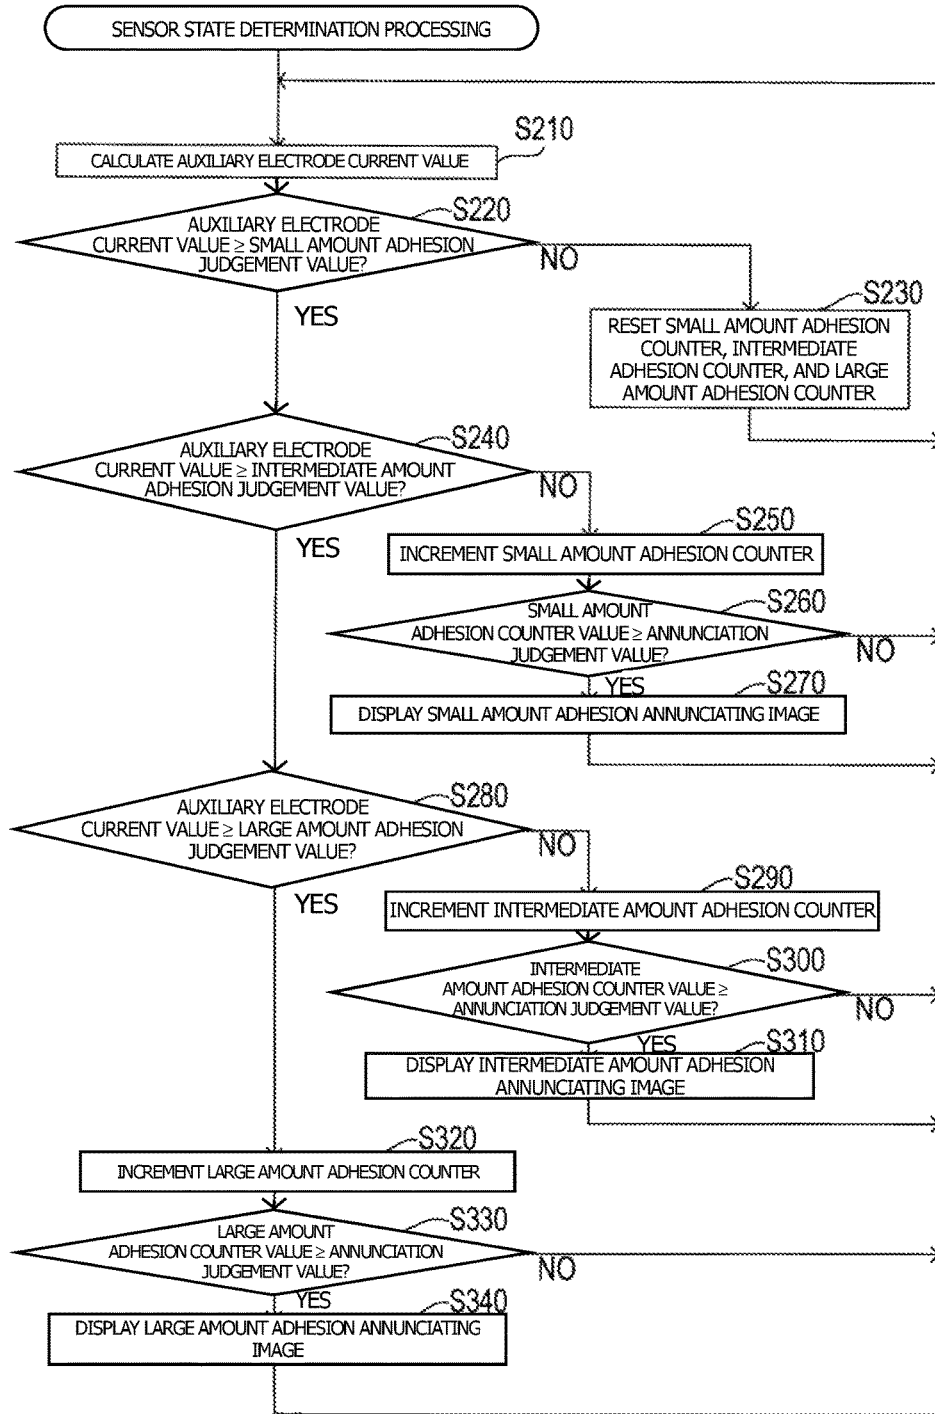 SENSOR STATE DETERMINATION PROCESSING
S210
CALCULATE AUXILIARY ELECTRODE CURRENT VALUE
S220
AUXILIARY ELECTRODE
CURRENT VALUE ≥ SMALL AMOUNT ADHESION
JUDGEMENT VALUE?
NO
YES
S230
RESET SMALL AMOUNT ADHESION
COUNTER, INTERMEDIATE
ADHESION COUNTER, AND LARGE
AMOUNT ADHESION COUNTER
S240
AUXILIARY ELECTRODE
CURRENT VALUE ≥ INTERMEDIATE AMOUNT
ADHESION JUDGEMENT VALUE?
NO
YES
S250
INCREMENT SMALL AMOUNT ADHESION COUNTER
S260
SMALL AMOUNT
ADHESION COUNTER VALUE ≥ ANNUNCIATION
JUDGEMENT VALUE?
NO
YES
S270
DISPLAY SMALL AMOUNT ADHESION ANNUNCIATING IMAGE
S280
AUXILIARY ELECTRODE
CURRENT VALUE ≥ LARGE AMOUNT ADHESION
JUDGEMENT VALUE?
NO
YES
S290
INCREMENT INTERMEDIATE AMOUNT ADHESION COUNTER
S300
INTERMEDIATE
AMOUNT ADHESION COUNTER VALUE ≥
ANNUNCIATION JUDGEMENT VALUE?
NO
YES
S310
DISPLAY INTERMEDIATE AMOUNT ADHESION
ANNUNCIATING IMAGE
S320
INCREMENT LARGE AMOUNT ADHESION COUNTER
S330
LARGE AMOUNT
ADHESION COUNTER VALUE ≥ ANNUNCIATION
JUDGEMENT VALUE?
NO
YES
S340
DISPLAY LARGE AMOUNT ADHESION ANNUNCIATING
IMAGE